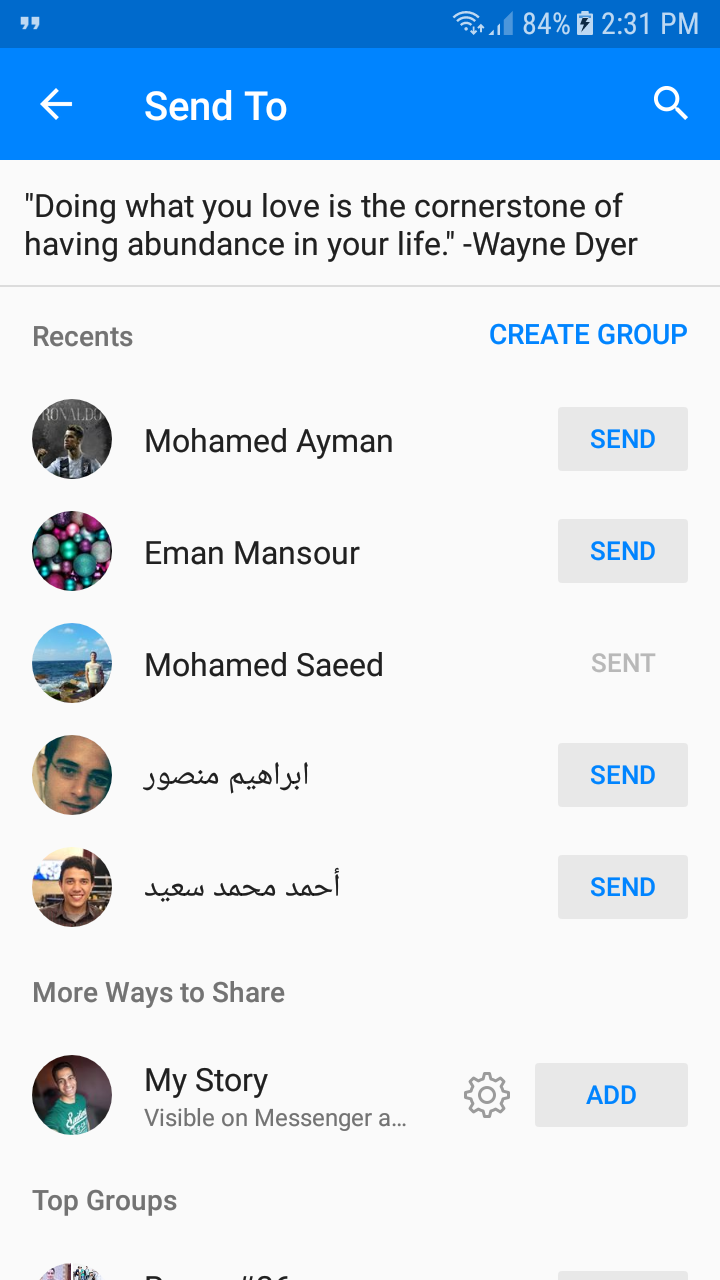 84% 2:31 PM
Send To
"Doing what you love is the cornerstone of
having abundance in your life." -Wayne Dyer
Recents CREATE GROUP
RONALDO
Mohamed Ayman SEND
Eman Mansour SEND
Mohamed Saeed SENT
ابراهيم منصور SEND
أحمد محمد سعيد SEND
More Ways to Share
My Story ADD
Visible on Messenger a...
Top Groups